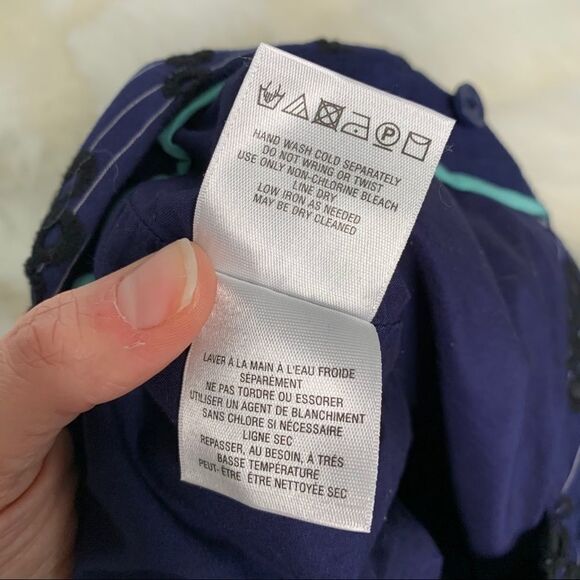 P
HAND WASH COLD SEPARATELY
DO NOT WRING OR TWIST
USE ONLY NON-CHLORINE BLEACH
LINE DRY
LOW IRON AS NEEDED
MAY BE DRY CLEANED
LAVER À LA MAIN À L'EAU FROIDE
SÉPAREMENT
NE PAS TORDRE OU ESSORER
UTILISER UN AGENT DE BLANCHIMENT
SANS CHLORE SI NÉCESSAIRE
LIGNE SEC
REPASSER, AU BESOIN, À TRÈS
BASSE TEMPÉRATURE
PEUT- ÊTRE ÊTRE NETTOYÉE SEC